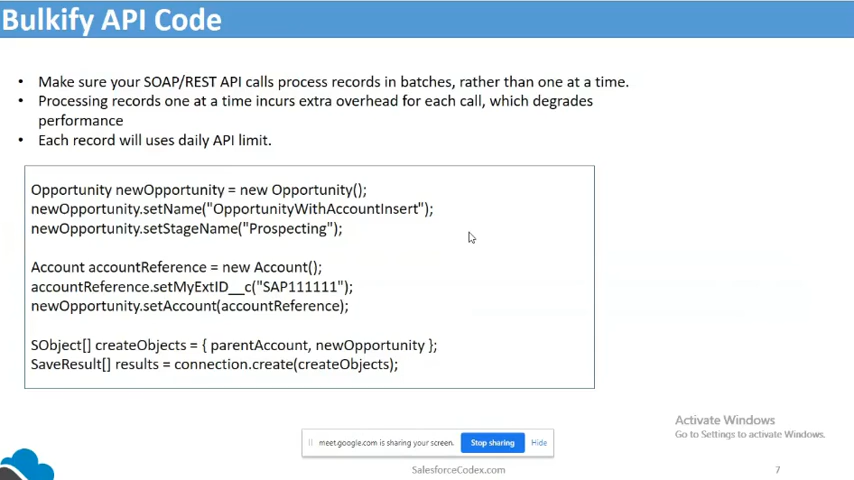 Bulkify API Code
• Make sure your SOAP/REST API calls process records in batches, rather than one at a time.
• Processing records one at a time incurs extra overhead for each call, which degrades
performance
• Each record will uses daily API limit.
Opportunity newOpportunity = new Opportunity();
newOpportunity.setName("OpportunityWithAccountInsert");
newOpportunity.setStageName("Prospecting");
Account accountReference = new Account();
accountReference.setMyExtID__c("SAP111111");
newOpportunity.setAccount(accountReference);
SObject[] createObjects = { parentAccount, newOpportunity };
SaveResult[] results = connection.create(createObjects);
Activate Windows
Go to Settings to activate Windows.
meet.google.com is sharing your screen. Stop sharing Hide
SalesforceCodex.com 7